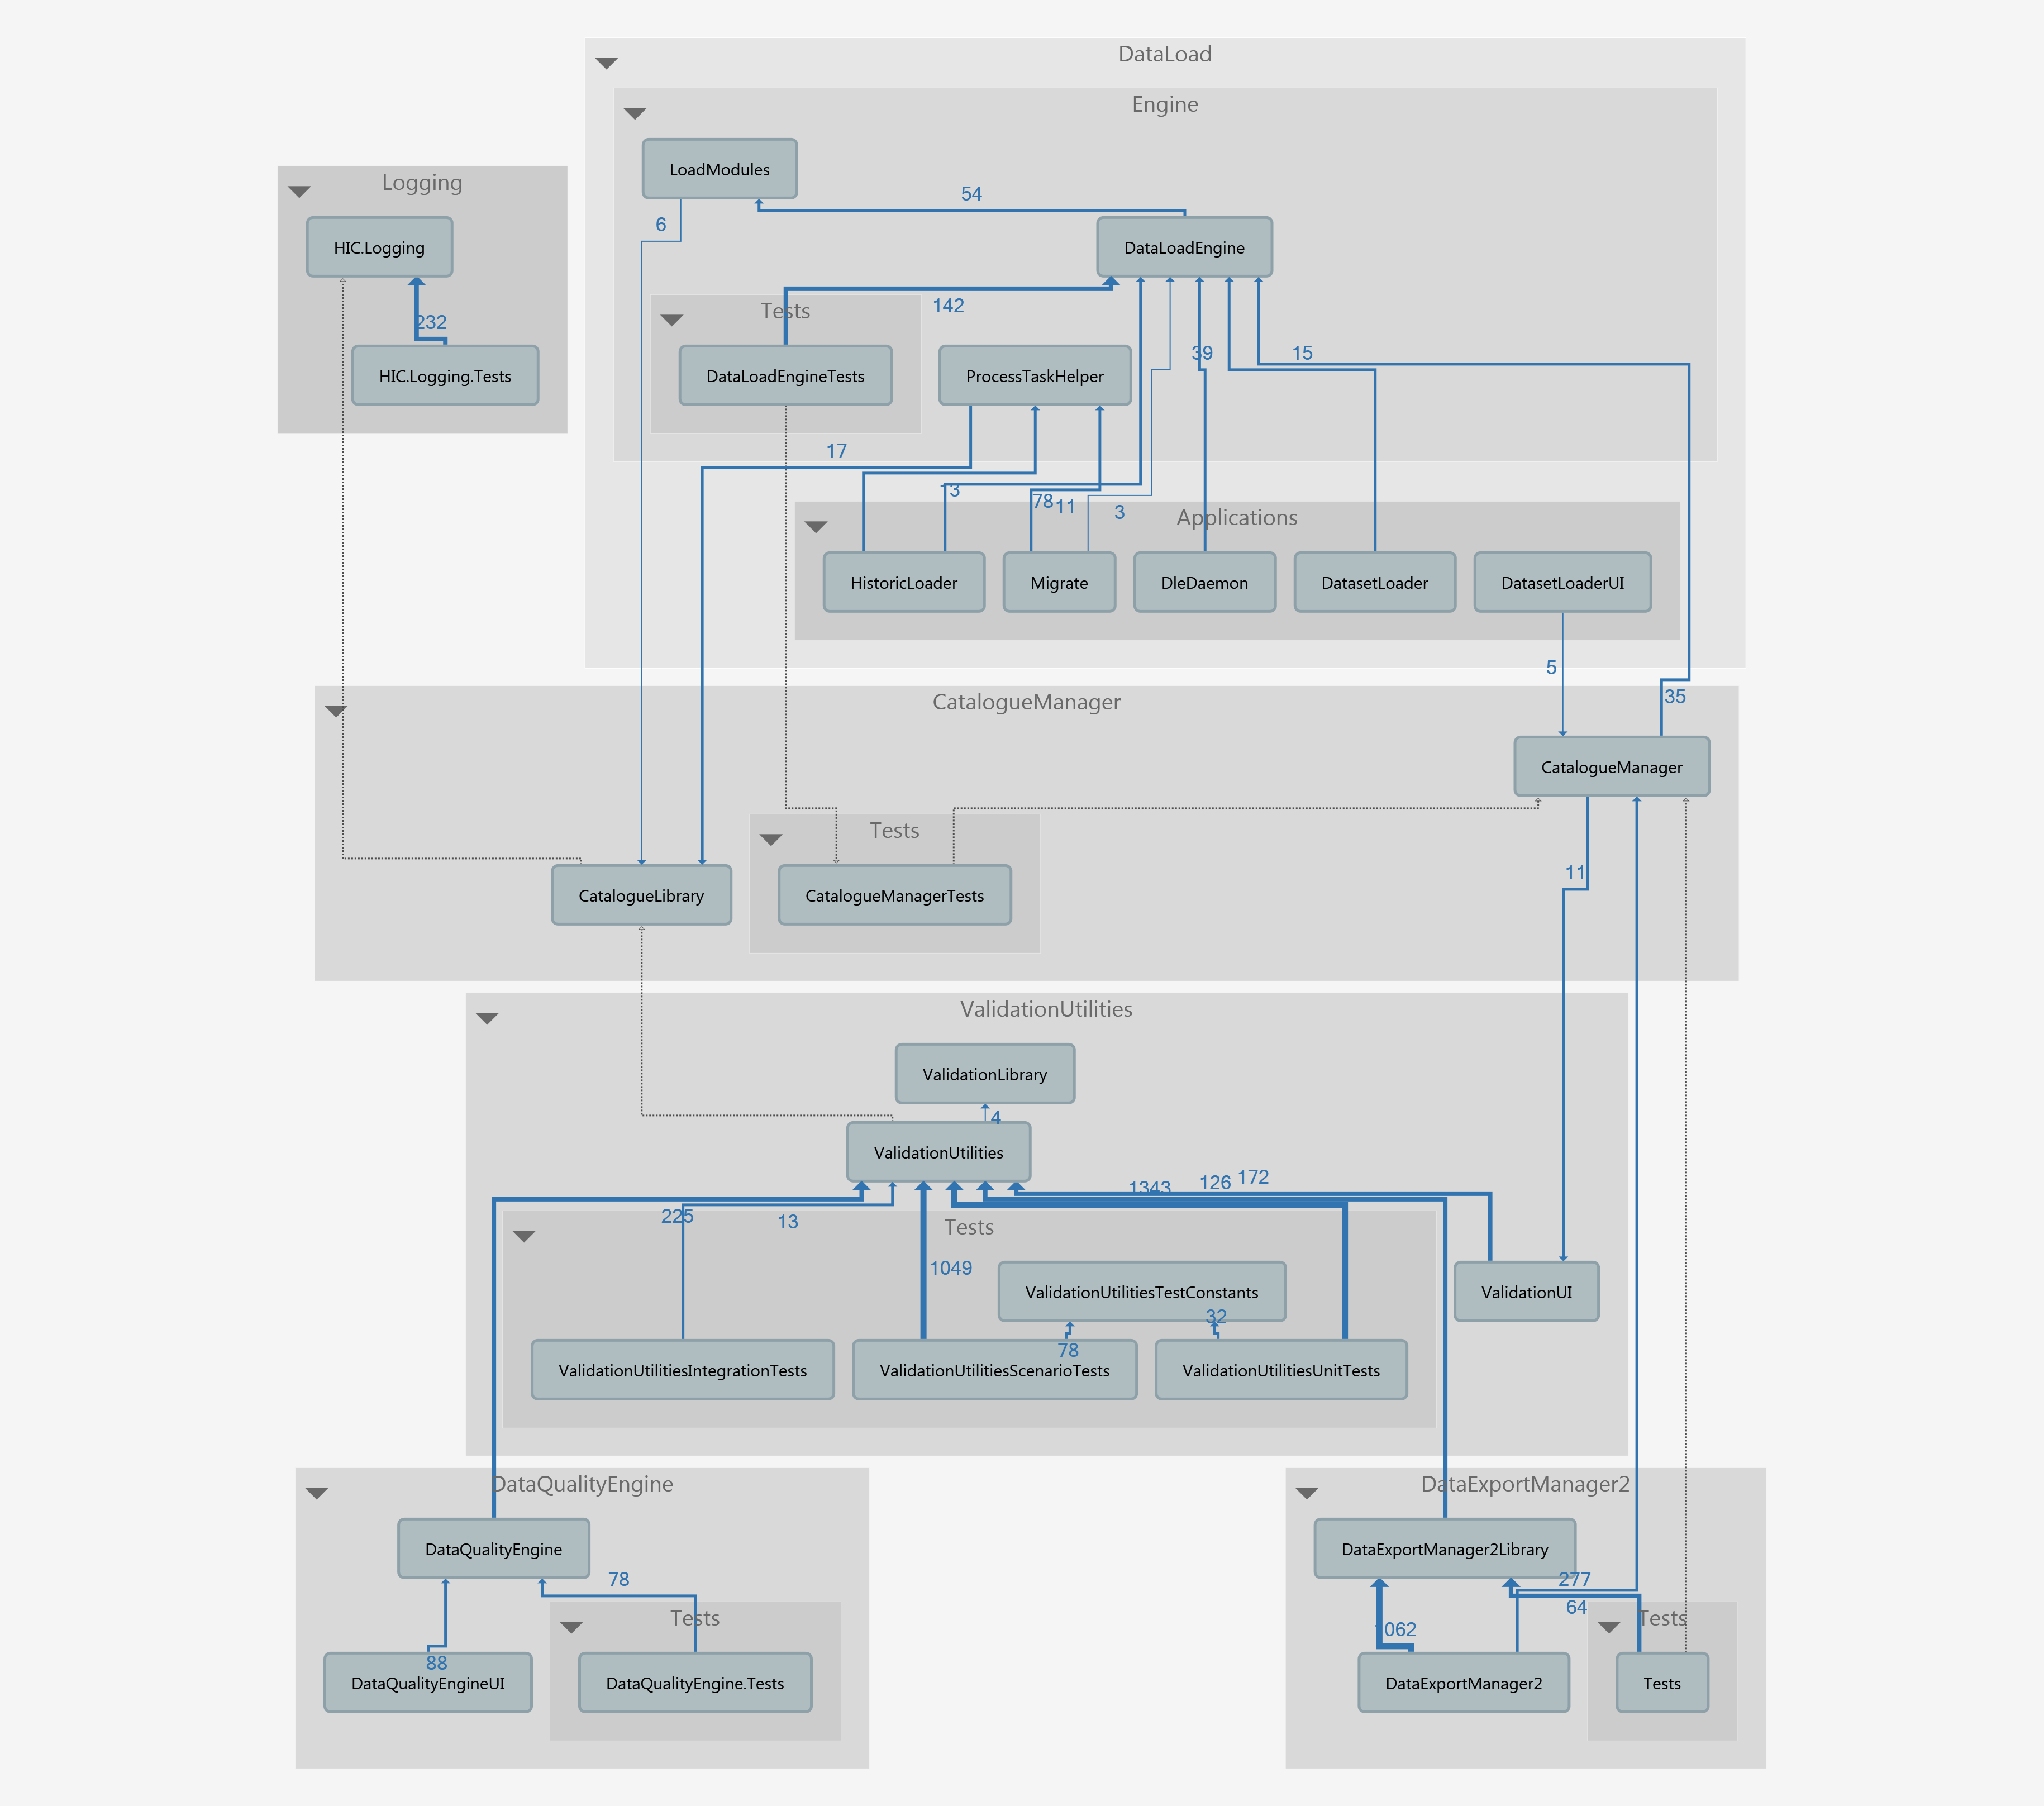 DataLoad
Engine
LoadModules
Logging
54
6
HIC.Logging
DataLoadEngine
142
Tests
232
39
15
HIC.Logging.Tests
DataLoadEngineTests
ProcessTaskHelper
17
13
78
11
3
Applications
HistoricLoader
Migrate
DleDaemon
DatasetLoader
DatasetLoaderUI
5
35
CatalogueManager
CatalogueManager
Tests
11
CatalogueLibrary
CatalogueManagerTests
ValidationUtilities
ValidationLibrary
4
ValidationUtilities
1343
126
172
225
13
Tests
1049
ValidationUtilitiesTestConstants
ValidationUI
32
78
ValidationUtilitiesIntegrationTests
ValidationUtilitiesScenarioTests
ValidationUtilitiesUnitTests
DataQualityEngine
DataExportManager2
DataQualityEngine
DataExportManager2Library
78
277
64
Tests
Tests
1062
88
DataQualityEngineUI
DataQualityEngine.Tests
DataExportManager2
Tests